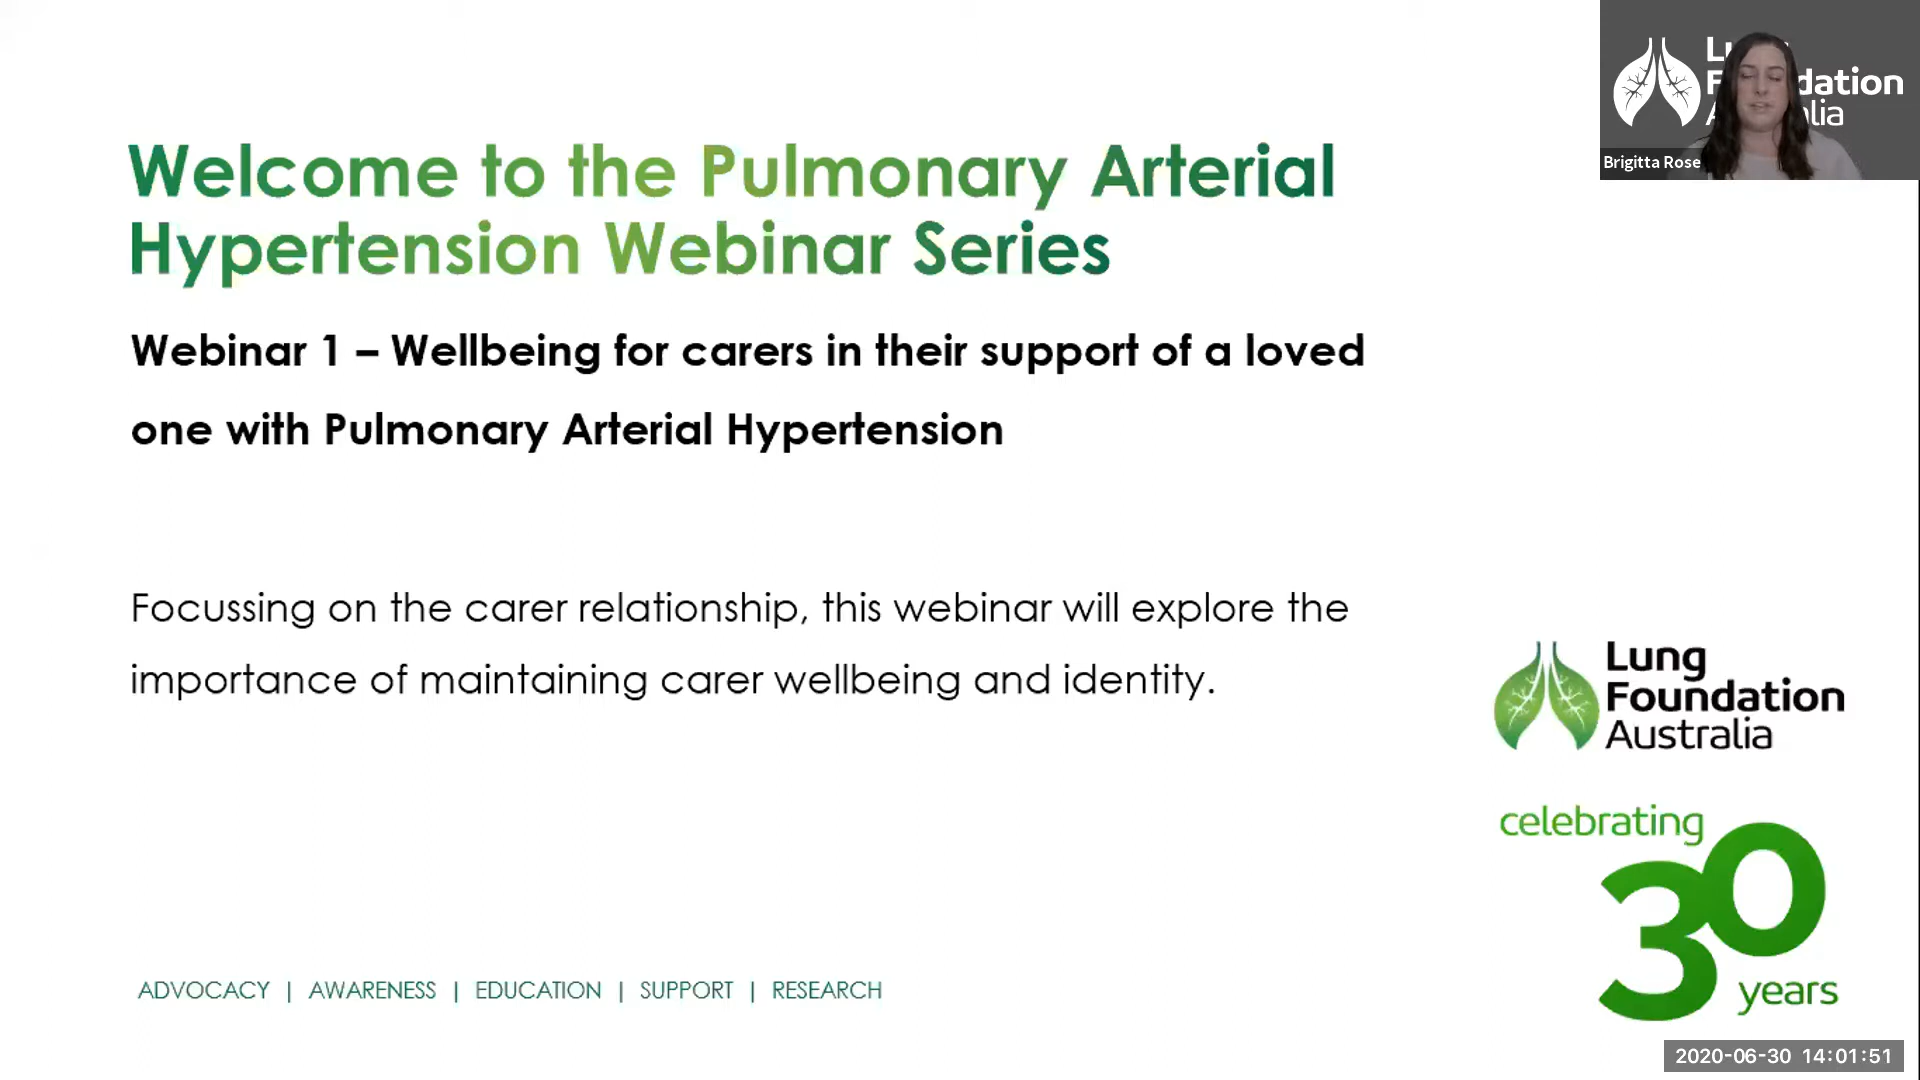 Welcome to the Pulmonary Arterial
Hypertension Webinar Series
Webinar 1 – Wellbeing for carers in their support of a loved
one with Pulmonary Arterial Hypertension
Focussing on the carer relationship, this webinar will explore the
importance of maintaining carer wellbeing and identity.
ADVOCACY | AWARENESS | EDUCATION | SUPPORT | RESEARCH
Brigitta Rose
Lung
Foundation
Australia
celebrating
30
years
2020-06-30 14:01:51